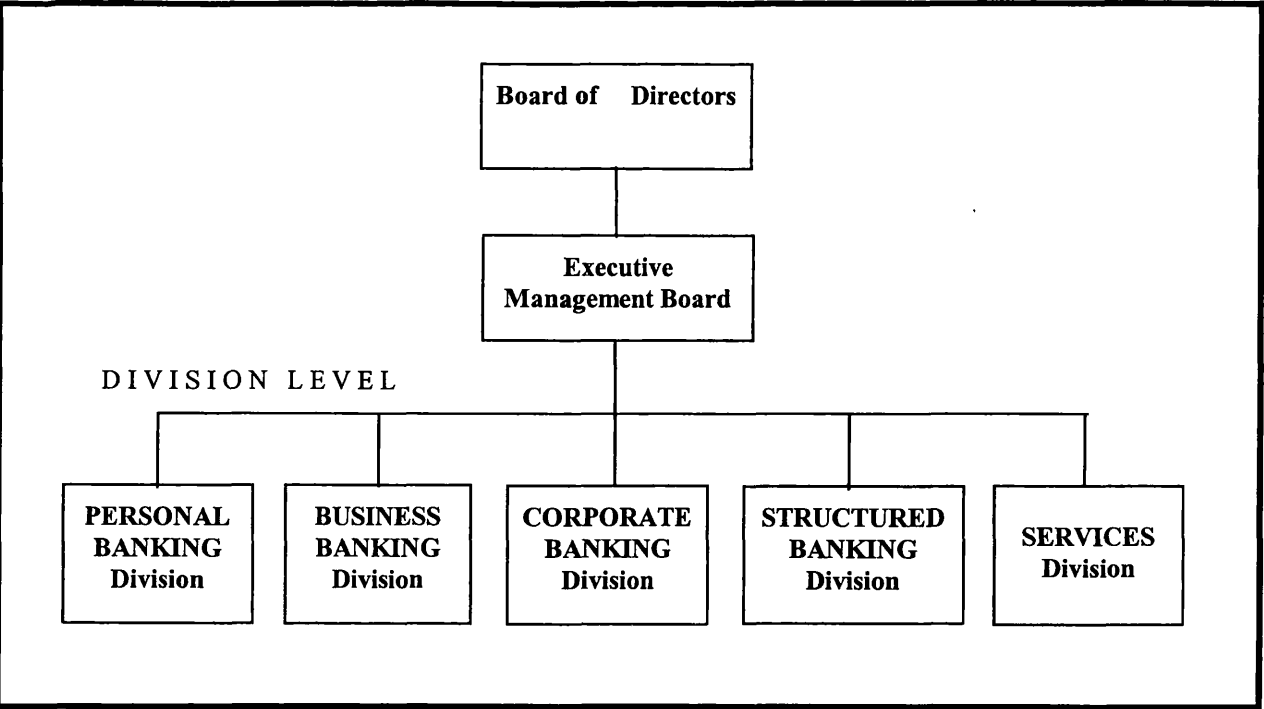 Board of Directors
Executive
Management Board
DIVISION LEVEL
PERSONAL
BANKING
Division
BUSINESS
BANKING
Division
CORPORATE
BANKING
Division
STRUCTURED
BANKING
Division
SERVICES
Division